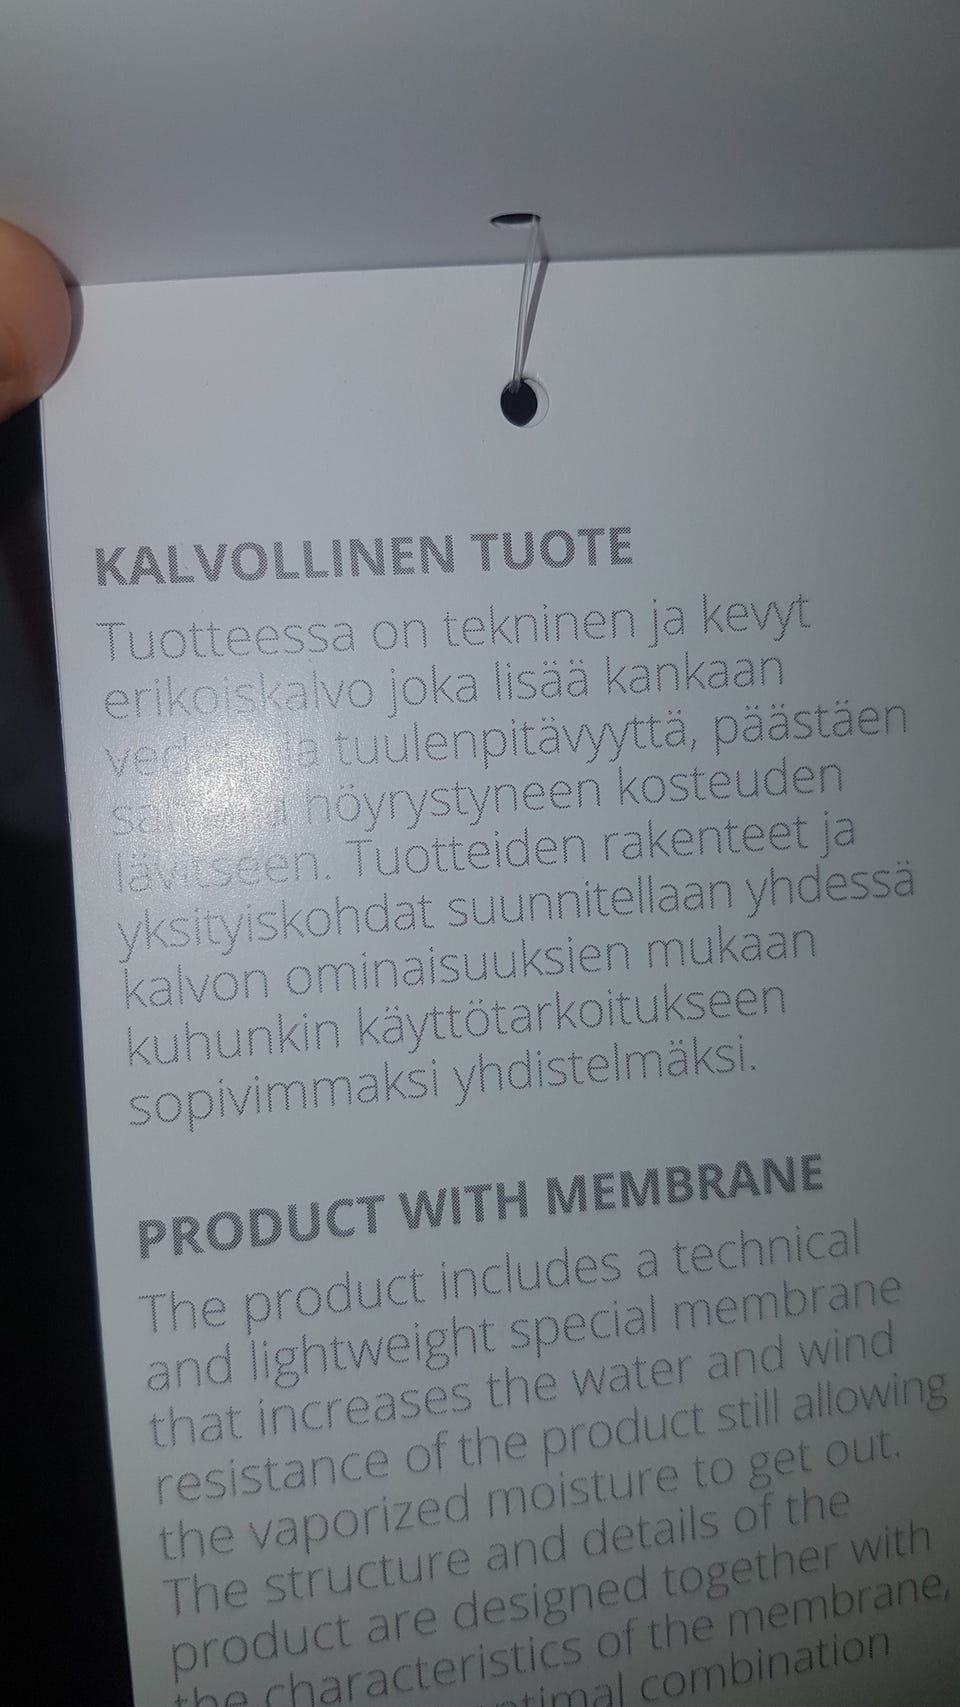 KALVOLLINEN TUOTE
Tuotteessa on tekninen ja kevyt
erikoiskalvo joka lisää kankaan
tuulenpitävyyttä, päästäen
höyrystyneen kosteuden
lävitseen. Tuotteiden rakenteet ja
yksityiskohdat suunnitellaan yhdessä
kalvon ominaisuuksien mukaan
kuhunkin käyttötarkoitukseen
sopivimmaksi yhdistelmäksi.
PRODUCT WITH MEMBRANE
The product includes a technical
and lightweight special membrane
that increases the water and wind
resistance of the product still allowing
the vaporized moisture to get out.
The structure and details of the
product are designed together with
the characteristics of the membrane,
combination